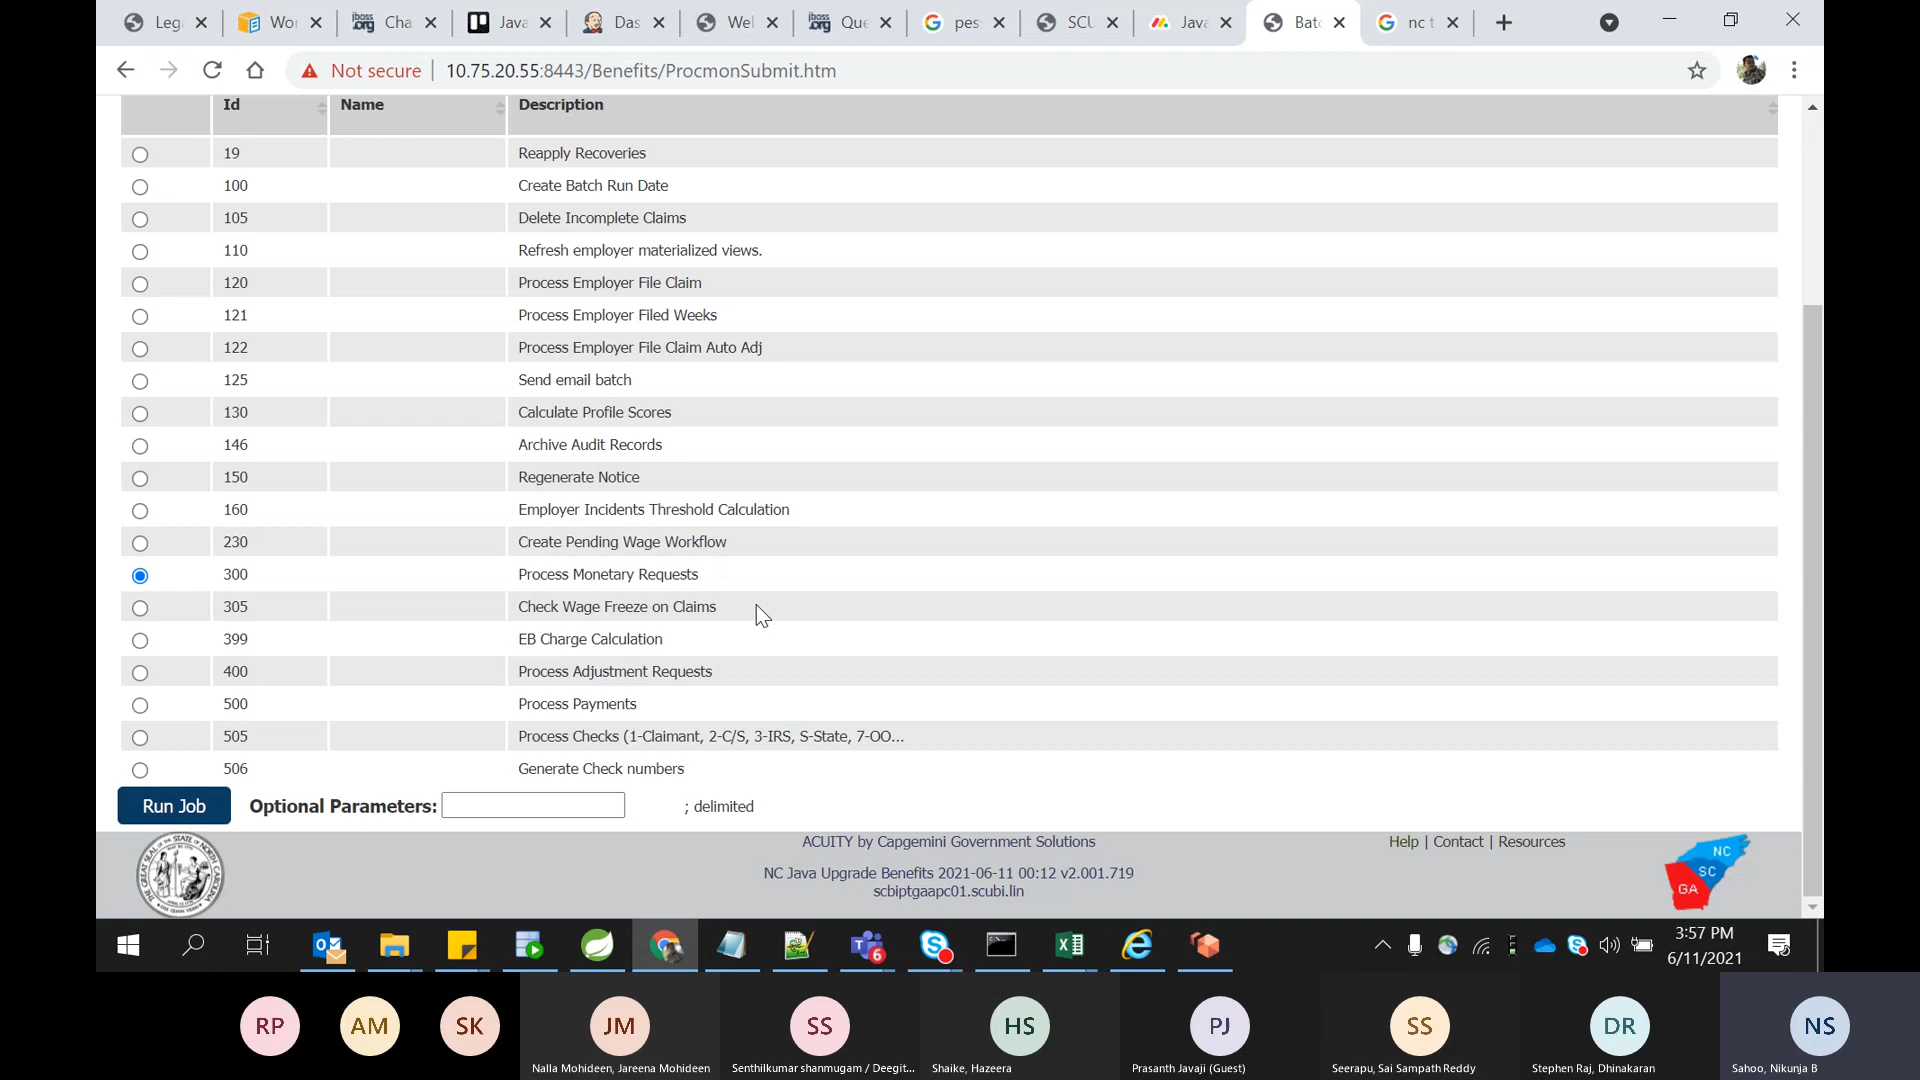 Leg
Wor
Cha
Java
Das
Wel
Que
pes
SCU
Java
Batc
nc t
Not secure
10.75.20.55:8443/Benefits/ProcmonSubmit.htm
Id Name Description
19 Reapply Recoveries
100 Create Batch Run Date
105 Delete Incomplete Claims
110 Refresh employer materialized views.
120 Process Employer File Claim
121 Process Employer Filed Weeks
122 Process Employer File Claim Auto Adj
125 Send email batch
130 Calculate Profile Scores
146 Archive Audit Records
150 Regenerate Notice
160 Employer Incidents Threshold Calculation
230 Create Pending Wage Workflow
300 Process Monetary Requests
305 Check Wage Freeze on Claims
399 EB Charge Calculation
400 Process Adjustment Requests
500 Process Payments
505 Process Checks (1-Claimant, 2-C/S, 3-IRS, S-State, 7-OO...
506 Generate Check numbers
Run Job Optional Parameters: ; delimited
ACUITY by Capgemini Government Solutions
Help | Contact | Resources
NC Java Upgrade Benefits 2021-06-11 00:12 v2.001.719
scbiptgaapc01.scubi.lin
NC
SC
GA
6
3:57 PM
6/11/2021
RP
AM
SK
JM
SS
HS
PJ
SS
DR
NS
Nalla Mohideen, Jareena Mohideen
Senthilkumar shanmugam / Deegit...
Shaike, Hazeera
Prasanth Javaji (Guest)
Seerapu, Sai Sampath Reddy
Stephen Raj, Dhinakaran
Sahoo, Nikunja B